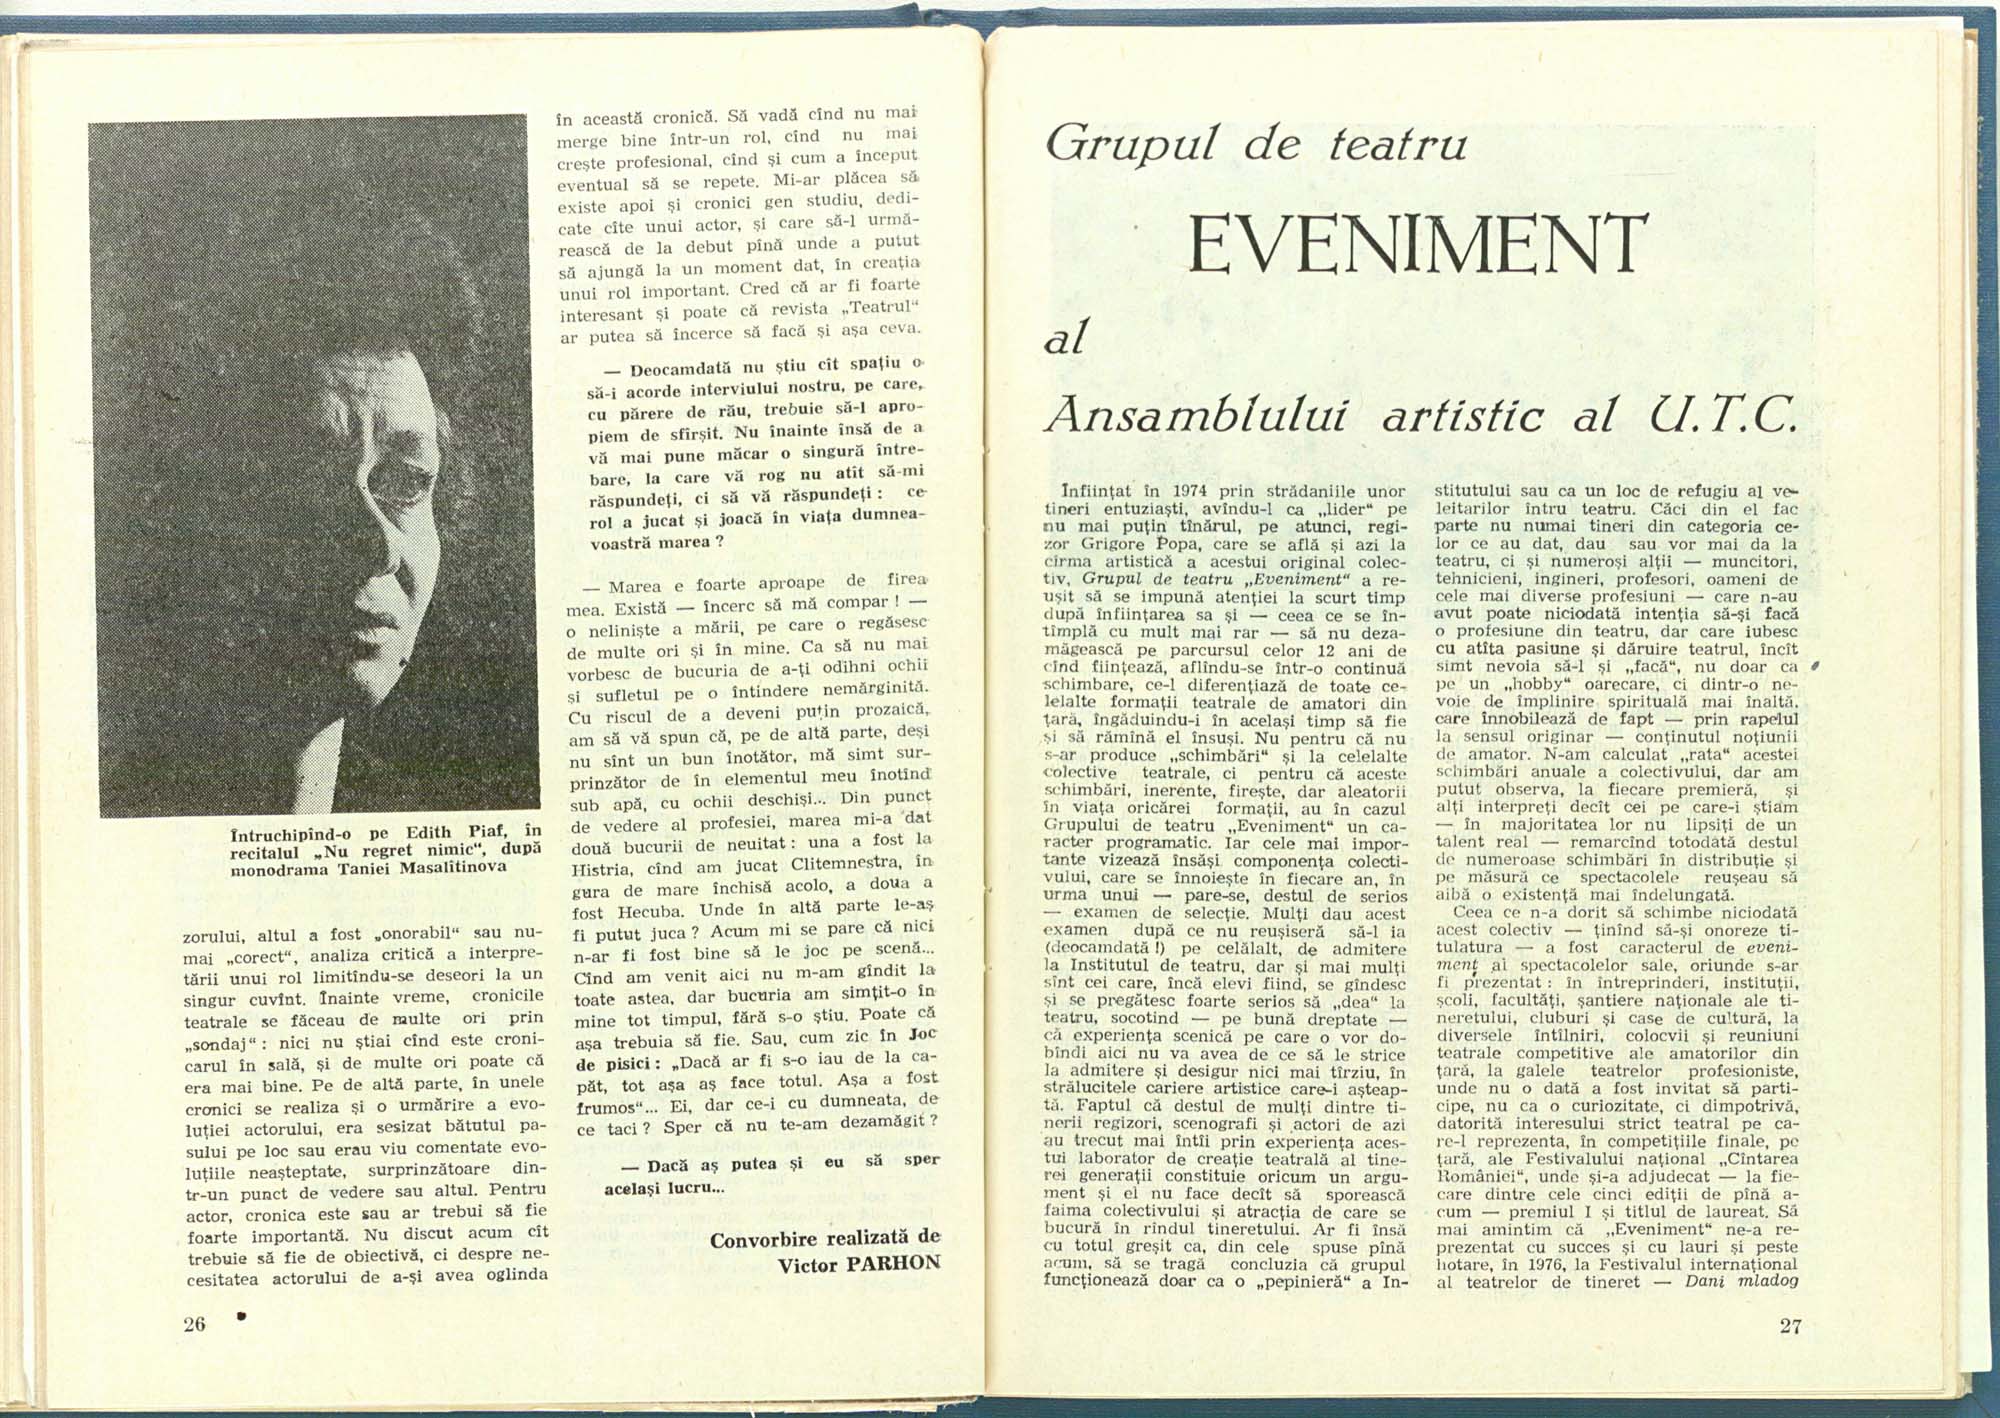 Întruchipînd-o pe Edith Piaf, în
recitalul „Nu regret nimic“, după
monodrama Taniei Masalîtinova
zorului, altul a fost „onorabil“ sau nu-
mai „corect“, analiza critică a interpre-
tării unui rol limitîndu-se deseori la un
singur cuvînt. Înainte vreme, cronicile
teatrale se făceau de multe ori prin
„sondaj“ : nici nu știai cînd este croni-
carul în sală, și de multe ori poate că
era mai bine. Pe de altă parte, în unele
cronici se realiza și o urmărire a evo-
luției actorului, era sesizat bătutul pa-
sului pe loc sau erau viu comentate evo-
luțiile neașteptate, surprinzătoare din-
tr-un punct de vedere sau altul. Pentru
actor, cronica este sau ar trebui să fie
foarte importantă. Nu discut acum cît
trebuie să fie de obiectivă, ci despre ne-
cesitatea actorului de a-și avea oglinda
în această cronică. Să vadă cînd nu mai
merge bine într-un rol, cînd nu mai
crește profesional, cînd și cum a început
eventual să se repete. Mi-ar plăcea să
existe apoi și cronici gen studiu, dedi-
cate cîte unui actor, și care să-l urmă-
rească de la debut pînă unde a putut
să ajungă la un moment dat, în creația
unui rol important. Cred că ar fi foarte
interesant și poate că revista „Teatrul“
ar putea să încerce să facă și așa ceva.
— Deocamdată nu știu cît spațiu o
să-i acorde interviului nostru, pe care,
cu părere de rău, trebuie să-l apro-
piem de sfîrșit. Nu înainte însă de a
vă mai pune măcar o singură între-
bare, la care vă rog nu atît să-mi
răspundeți, ci să vă răspundeți : ce
rol a jucat și joacă în viața dumnea-
voastră marea ?
— Marea e foarte aproape de firea
mea. Există — încerc să mă compar ! —
o neliniște a mării, pe care o regăsesc
de multe ori și în mine. Ca să nu mai
vorbesc de bucuria de a-ți odihni ochii
și sufletul pe o întindere nemărginită.
Cu riscul de a deveni puțin prozaică,
am să vă spun că, pe de altă parte, deși
nu sînt un bun înotător, mă simt sur-
prinzător de în elementul meu înotînd
sub apă, cu ochii deschiși... Din punct
de vedere al profesiei, marea mi-a dat
două bucurii de neuitat : una a fost la
Histria, cînd am jucat Clitemnestra, în
gura de mare închisă acolo, a doua a
fost Hecuba. Unde în altă parte le-aș
fi putut juca ? Acum mi se pare că nici
n-ar fi fost bine să le joc pe scenă...
Cînd am venit aici nu m-am gîndit la
toate astea, dar bucuria am simțit-o în
mine tot timpul, fără s-o știu. Poate că
așa trebuia să fie. Sau, cum zic în Joc
de pisici : „Dacă ar fi s-o iau de la ca-
păt, tot așa aș face totul. Așa a fost
frumos“... Ei, dar ce-i cu dumneata, de
ce taci ? Sper că nu te-am dezamăgit ?
— Dacă aș putea și eu să sper
același lucru...
Convorbire realizată de
Victor PARHON
26
Grupul de teatru
EVENIMENT
al
Ansamblului artistic al U.T.C.
Înființat în 1974 prin strădaniile unor
tineri entuziaști, avîndu-l ca „lider“ pe
nu mai puțin tînărul, pe atunci, regi-
zor Grigore Popa, care se află și azi la
cîrma artistică a acestui original colec-
tiv, Grupul de teatru „Eveniment“ a re-
ușit să se impună atenției la scurt timp
după înființarea sa și — ceea ce se în-
tîmplă cu mult mai rar — să nu deza-
măgească pe parcursul celor 12 ani de
cînd ființează, aflîndu-se într-o continuă
schimbare, ce-l diferențiază de toate ce-
lelalte formații teatrale de amatori din
țară, îngăduindu-i în același timp să fie
și să rămînă el însuși. Nu pentru că nu
s-ar produce „schimbări“ și la celelalte
colective teatrale, ci pentru că aceste
schimbări, inerente, firește, dar aleatorii
în viața oricărei formații, au în cazul
Grupului de teatru „Eveniment“ un ca-
racter programatic. Iar cele mai impor-
tante vizează însăși componența colecti-
vului, care se înnoiește în fiecare an, în
urma unui — pare-se, destul de serios
— examen de selecție. Mulți dau acest
examen după ce nu reușiseră să-l ia
(deocamdată !) pe celălalt, de admitere
la Institutul de teatru, dar și mai mulți
sînt cei care, încă elevi fiind, se gîndesc
și se pregătesc foarte serios să „dea“ la
teatru, socotind — pe bună dreptate —
că experiența scenică pe care o vor do-
bîndi aici nu va avea de ce să le strice
la admitere și desigur nici mai tîrziu, în
strălucitele cariere artistice care-i așteap-
tă. Faptul că destul de mulți dintre ti-
nerii regizori, scenografi și actori de azi
au trecut mai întîi prin experiența aces-
tui laborator de creație teatrală al tine-
rei generații constituie oricum un argu-
ment și el nu face decît să sporească
faima colectivului și atracția de care se
bucură în rîndul tineretului. Ar fi însă
cu totul greșit ca, din cele spuse pînă
acum, să se tragă concluzia că grupul
funcționează doar ca o „pepinieră“ a In-
stitutului sau ca un loc de refugiu al ve-
leitarilor întru teatru. Căci din el fac
parte nu numai tineri din categoria ce-
lor ce au dat, dau sau vor mai da la
teatru, ci și numeroși alții — muncitori,
tehnicieni, ingineri, profesori, oameni de
cele mai diverse profesiuni — care n-au
avut poate niciodată intenția să-și facă
o profesiune din teatru, dar care iubesc
cu atîta pasiune și dăruire teatrul, încît
simt nevoia să-l și „facă“, nu doar ca
pe un „hobby“ oarecare, ci dintr-o ne-
voie de împlinire spirituală mai înaltă,
care înnobilează de fapt — prin rapelul
la sensul originar — conținutul noțiunii
de amator. N-am calculat „rata“ acestei
schimbări anuale a colectivului, dar am
putut observa, la fiecare premieră, și
alți interpreți decît cei pe care-i știam
— în majoritatea lor nu lipsiți de un
talent real — remarcînd totodată destul
de numeroase schimbări în distribuție și
pe măsură ce spectacolele reușeau să
aibă o existență mai îndelungată.
Ceea ce n-a dorit să schimbe niciodată
acest colectiv — ținînd să-și onoreze ti-
tulatura — a fost caracterul de eveni-
ment al spectacolelor sale, oriunde s-ar
fi prezentat : în întreprinderi, instituții,
școli, facultăți, șantiere naționale ale ti-
neretului, cluburi și case de cultură, la
diversele întîlniri, colocvii și reuniuni
teatrale competitive ale amatorilor din
țară, la galele teatrelor profesioniste,
unde nu o dată a fost invitat să parti-
cipe, nu ca o curiozitate, ci dimpotrivă,
datorită interesului strict teatral pe ca-
re-l reprezenta, în competițiile finale, pe
țară, ale Festivalului național „Cîntarea
României“, unde și-a adjudecat — la fie-
care dintre cele cinci ediții de pînă a-
cum — premiul I și titlul de laureat. Să
mai amintim că „Eveniment“ ne-a re-
prezentat cu succes și cu lauri și peste
hotare, în 1976, la Festivalul internațional
al teatrelor de tineret — Dani mladog
27